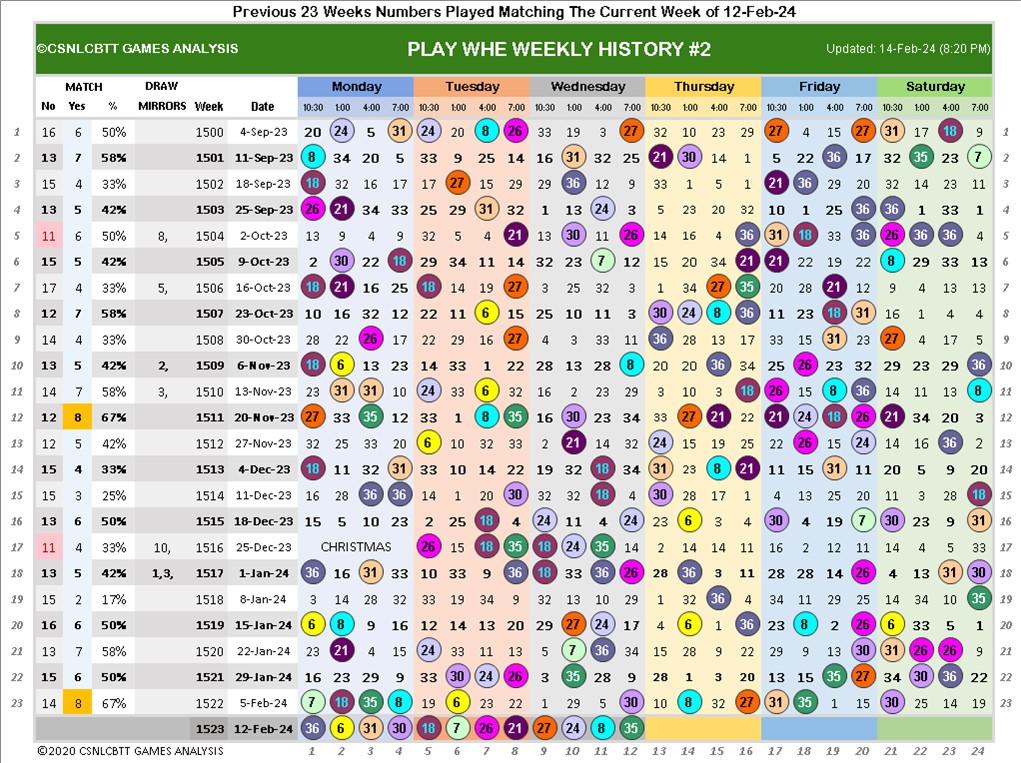 Previous 23 Weeks Numbers Played Matching The Current Week of 12-Feb-24
©CSNLCBTT GAMES ANALYSIS PLAY WHE WEEKLY HISTORY #2 Updated: 14-Feb-24 (8:20 PM)
MATCH DRAW Monday Tuesday Wednesday Thursday Friday Saturday
No Yes % MIRRORS Week Date 10:30 1:00 4:00 7:00 10:30 1:00 4:00 7:00 10:30 1:00 4:00 7:00 10:30 1:00 4:00 7:00 10:30 1:00 4:00 7:00 10:30 1:00 4:00 7:00
1 16 6 50% 1500 4-Sep-23 20 24 5 31 24 20 8 26 33 19 3 27 32 10 23 29 27 4 15 27 31 17 18 9 1
2 13 7 58% 1501 11-Sep-23 8 34 20 5 33 9 25 14 16 31 32 25 21 30 14 1 5 22 36 17 32 35 23 7 2
3 15 4 33% 1502 18-Sep-23 18 32 16 17 17 27 15 29 29 36 12 9 33 1 5 1 21 36 29 20 32 14 23 11 3
4 13 5 42% 1503 25-Sep-23 26 21 34 33 25 29 31 32 1 13 24 3 5 23 20 32 10 1 25 36 36 1 33 1 4
5 11 6 50% 8, 1504 2-Oct-23 13 9 4 9 32 5 4 21 13 30 11 26 14 16 4 36 31 18 33 36 26 36 36 4 5
6 15 5 42% 1505 9-Oct-23 2 30 22 18 29 34 11 14 32 23 7 12 15 20 34 21 21 22 19 22 8 29 33 13 6
7 17 4 33% 5, 1506 16-Oct-23 18 21 16 25 18 14 19 27 3 25 32 3 1 34 27 35 20 28 21 12 9 4 13 13 7
8 12 7 58% 1507 23-Oct-23 10 16 32 12 22 11 6 15 25 10 11 3 30 24 8 36 11 23 18 31 16 1 4 4 8
9 14 4 33% 1508 30-Oct-23 28 22 26 17 22 29 16 27 4 3 33 11 36 28 9 14 33 15 31 23 27 4 17 5 9
10 13 5 42% 2, 1509 6-Nov-23 18 6 13 23 14 33 1 22 18 13 28 8 20 20 36 34 25 26 23 32 29 23 29 36 10
11 14 7 58% 3, 1510 13-Nov-23 23 31 31 10 24 33 6 11 16 2 29 29 5 11 3 18 26 15 8 36 11 28 4 8 11
12 12 8 67% 1511 20-Nov-23 27 33 35 12 33 1 8 35 16 30 23 34 33 27 21 22 21 24 18 26 21 34 20 3 12
13 12 5 42% 1512 27-Nov-23 32 25 33 20 6 10 32 33 2 21 14 32 24 15 19 25 22 26 15 24 14 16 36 2 13
14 15 4 33% 1513 4-Dec-23 18 11 32 31 33 10 14 22 19 32 18 34 31 23 8 21 11 15 31 11 20 5 9 20 14
15 15 3 25% 1514 11-Dec-23 16 28 36 36 14 1 20 30 32 15 18 4 30 28 17 1 4 13 25 20 11 3 28 18 15
16 13 6 50% 1515 18-Dec-23 15 5 10 23 2 25 18 4 24 11 4 24 23 6 3 4 30 4 19 7 30 23 9 31 16
17 11 4 33% 10, 1516 25-Dec-23 CHRISTMAS 26 15 18 35 18 24 35 14 2 14 14 11 16 2 12 11 14 4 5 33 17
18 13 5 42% 1,3, 1517 1-Jan-24 36 16 31 33 10 33 9 36 18 33 36 26 28 36 3 11 28 28 14 26 4 13 31 30 18
19 15 2 17% 1518 8-Jan-24 3 14 28 32 33 19 34 9 32 13 10 29 1 32 36 4 34 11 29 25 14 34 10 35 19
20 16 6 50% 1519 15-Jan-24 6 8 9 16 12 14 13 20 29 27 24 17 4 6 1 36 23 8 2 26 6 33 5 1 20
21 13 7 58% 1520 22-Jan-24 2 21 4 15 24 33 11 13 5 7 36 34 15 28 9 22 29 9 13 30 31 26 26 9 21
22 15 6 50% 1521 29-Jan-24 16 23 29 9 33 30 24 26 3 35 28 9 28 1 3 20 13 15 35 27 34 30 36 22 22
23 14 8 67% 1522 5-Feb-24 7 18 35 8 15 6 2 22 1 29 5 30 10 8 32 27 31 35 1 15 30 25 14 19 23
1523 12-Feb-24 36 6 31 30 18 7 26 21 27 24 8 35
©2020 CSNLCBTT GAMES ANALYSIS 1 2 3 4 5 6 7 8 9 10 11 12 13 14 15 16 17 18 19 20 21 22 23 24